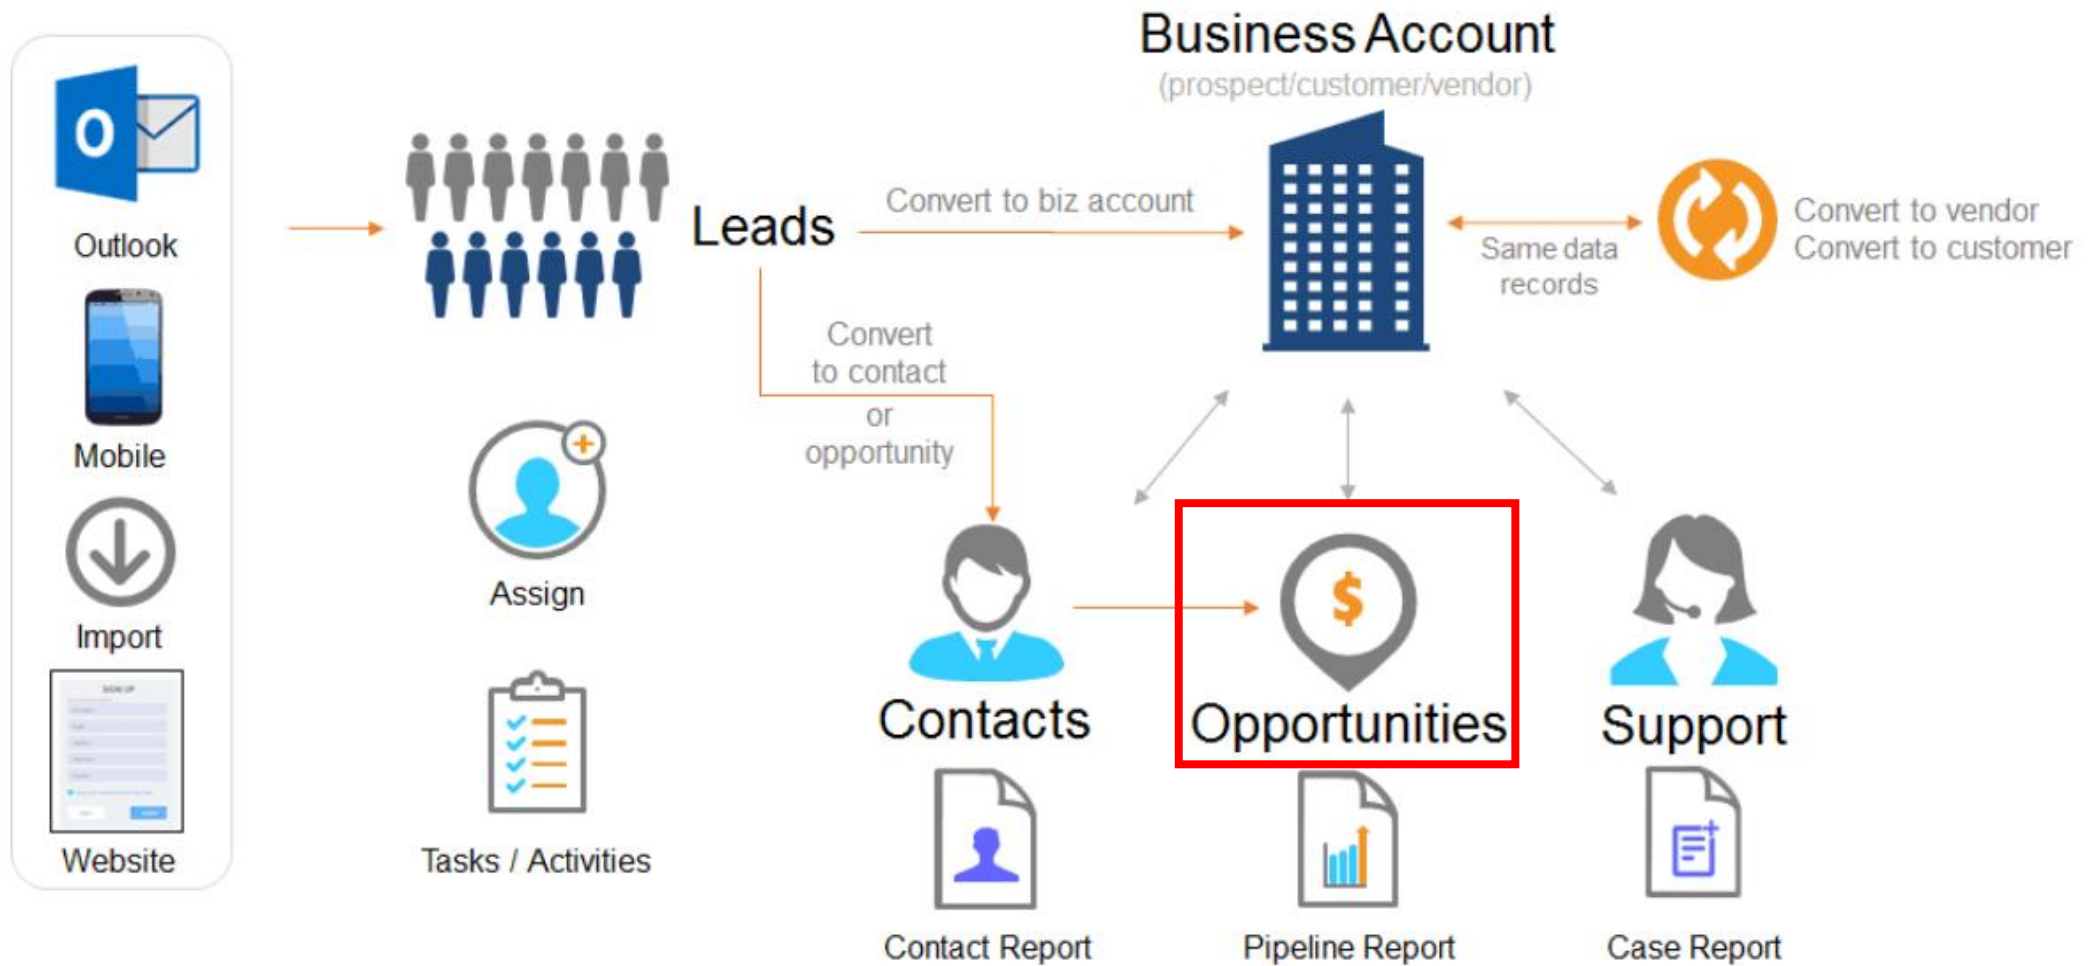 Business Account
(prospect/customer/vendor)
O
Outlook
Mobile
Import
SIGN UP
Website
Leads
Convert to biz account
Same data
records
Convert to vendor
Convert to customer
Convert
to contact
or
opportunity
Assign
Tasks / Activities
$
Contacts
Opportunities
Support
Contact Report
Pipeline Report
Case Report